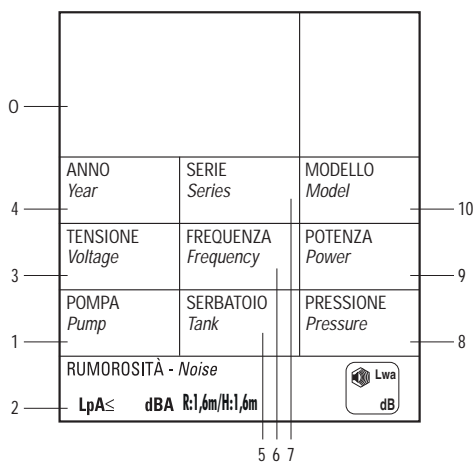 O
ANNO SERIE MODELLO
Year Series Model
4 10
TENSIONE FREQUENZA POTENZA
Voltage Frequency Power
3 9
POMPA SERBATOIO PRESSIONE
Pump Tank Pressure
1 8
RUMOROSITÀ - Noise
Lwa
2 LpA≤ dBA R:1,6m/H:1,6m dB
5 6 7